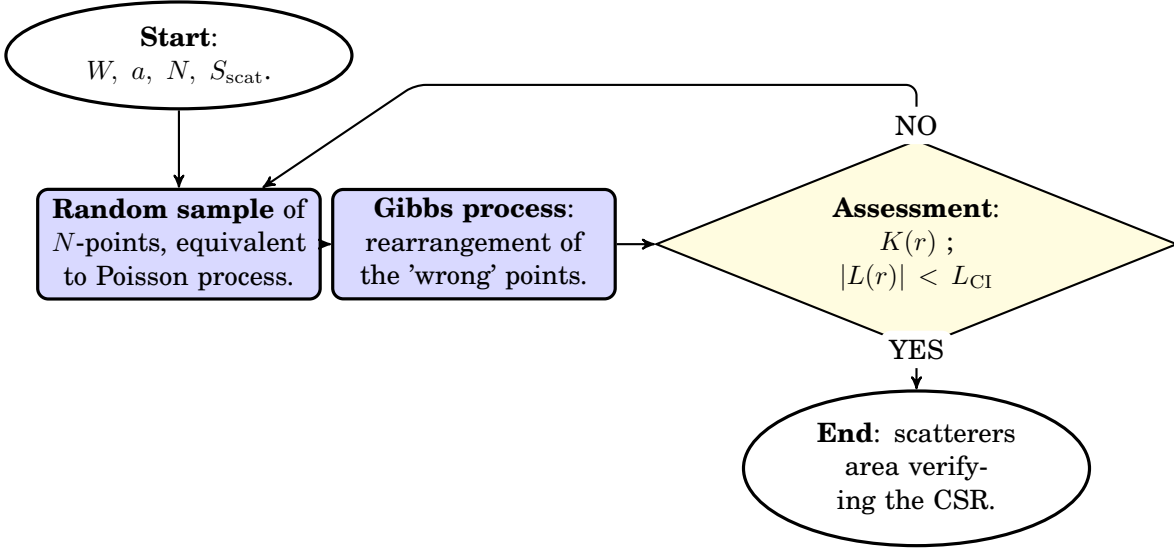 Start:
W, a, N, S_scat.
NO
Random sample of
N-points, equivalent
to Poisson process.
Gibbs process:
rearrangement of
the 'wrong' points.
Assessment:
K(r) ;
|L(r)| < L_CI
YES
End: scatterers
area verify-
ing the CSR.